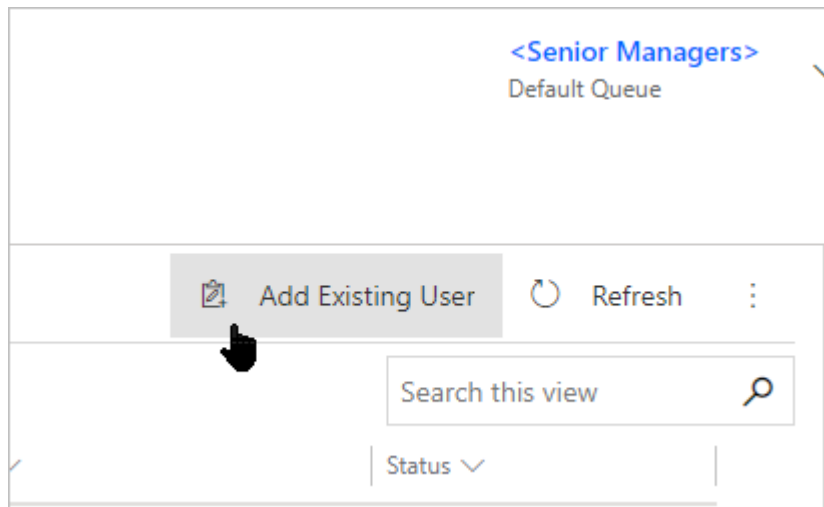 <Senior Managers>
Default Queue
Add Existing User Refresh
Search this view
Status